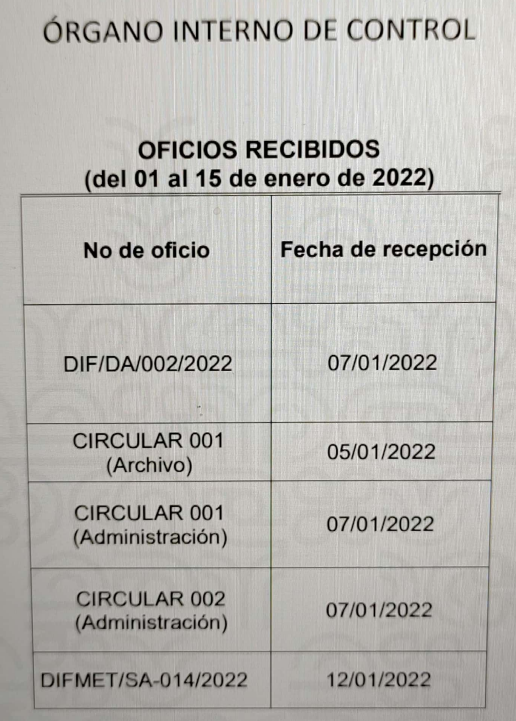 ÓRGANO INTERNO DE CONTROL
OFICIOS RECIBIDOS
(del 01 al 15 de enero de 2022)
No de oficio Fecha de recepción
DIF/DA/002/2022 07/01/2022
CIRCULAR 001
(Archivo) 05/01/2022
CIRCULAR 001
(Administración) 07/01/2022
CIRCULAR 002
(Administración) 07/01/2022
DIFMET/SA-014/2022 12/01/2022